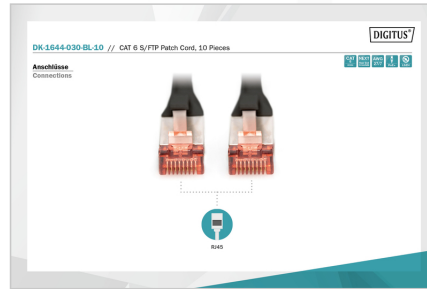 DIGITUS®
DK-1644-030-BL-10 // CAT 6 S/FTP Patch Cord, 10 Pieces
Anschlüsse
Connections
RJ45